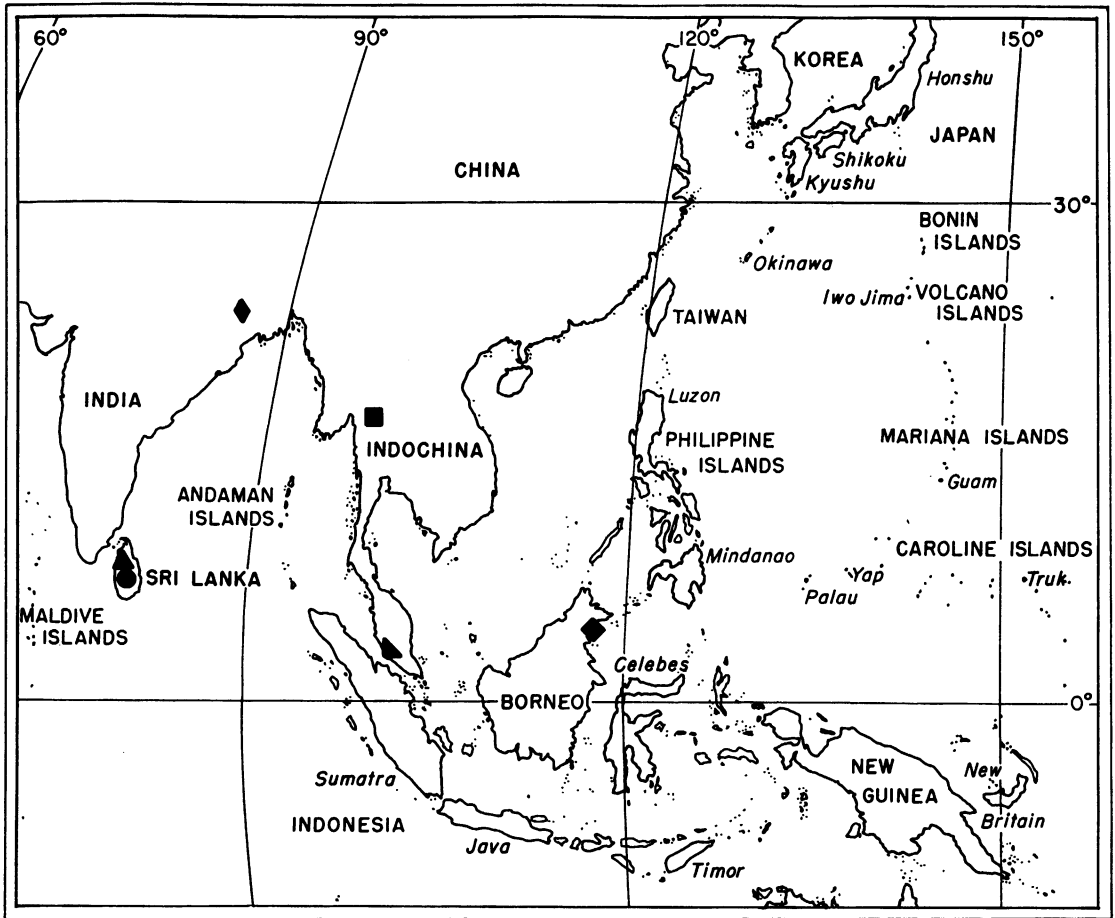 60°
90°
120°
150°
KOREA
Honshu
JAPAN
CHINA
Shikoku
Kyushu
30°
BONIN
ISLANDS
Okinawa
Iwo Jima
VOLCANO
ISLANDS
TAIWAN
INDIA
Luzon
INDOCHINA
PHILIPPINE
ISLANDS
MARIANA ISLANDS
Guam
ANDAMAN
ISLANDS
CAROLINE ISLANDS
Mindanao
SRI LANKA
Yap
Truk
Palau
MALDIVE
ISLANDS
Celebes
BORNEO
0°
Sumatra
NEW
GUINEA
New
Britain
INDONESIA
Java
Timor